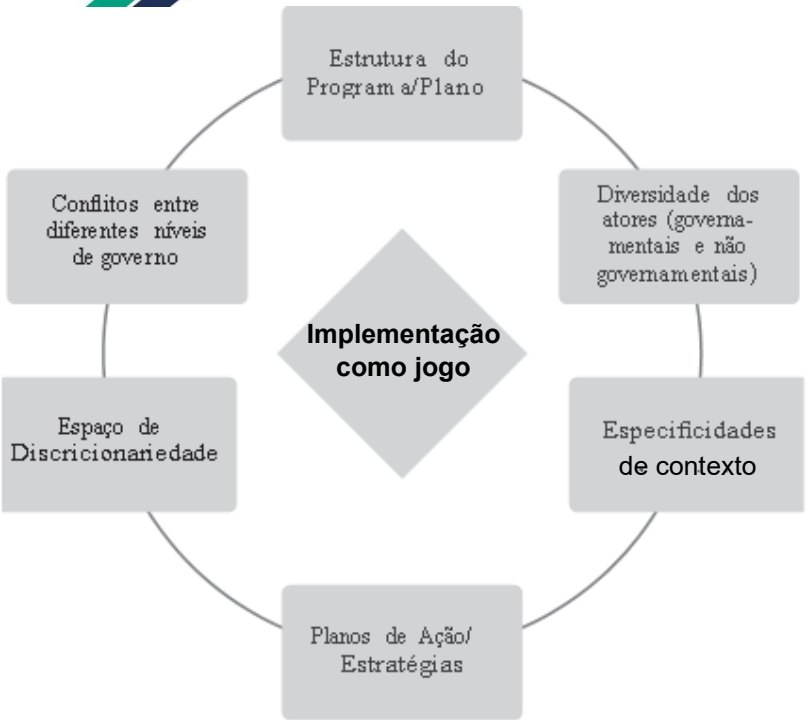 Estrutura do
Programa/Plano
Conflitos entre
diferentes níveis
de governo
Diversidade dos
atores (governa-
mentais e não
governamentais)
Implementação
como jogo
Espaço de
Discricionariedade
Especificidades
de contexto
Planos de Ação/
Estratégias